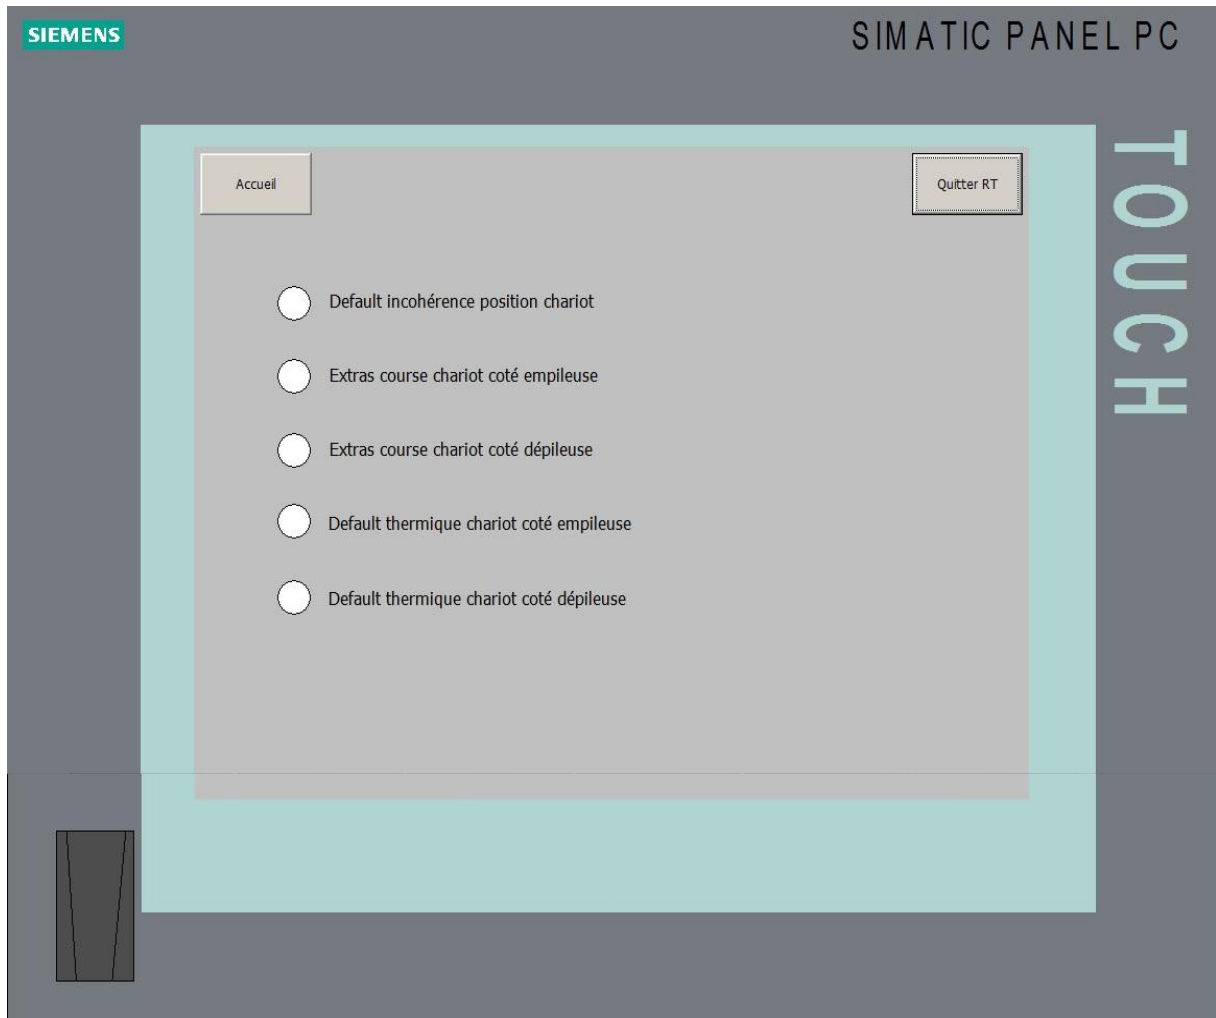 SIEMENS
SIMATIC PANEL PC
TOUCH
Accueil
Quitter RT
Default incohérence position chariot
Extras course chariot coté empileuse
Extras course chariot coté dépileuse
Default thermique chariot coté empileuse
Default thermique chariot coté dépileuse